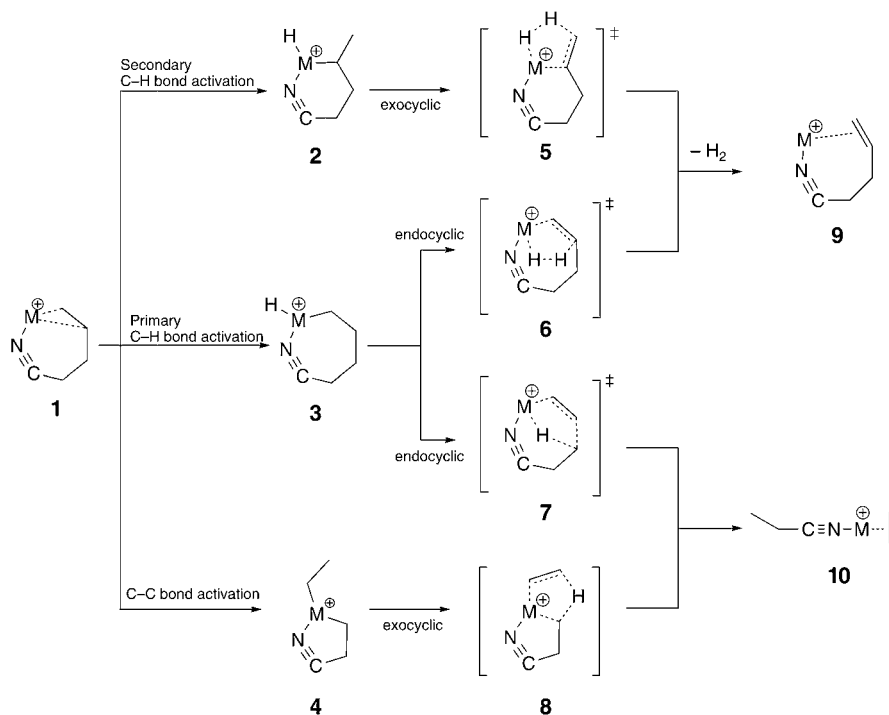 H
M⊕
N
C
2
Secondary
C–H bond activation
exocyclic
H
H
M⊕
N
C
‡
5
– H2
M⊕
N
C
9
endocyclic
M⊕
N
H H
C
‡
6
M⊕
N
C
1
Primary
C–H bond activation
H
M⊕
N
C
3
endocyclic
M⊕
N
H
C
‡
7
C≡N–M⊕
10
C–C bond activation
M⊕
N
C
4
exocyclic
H
M⊕
N
C
8